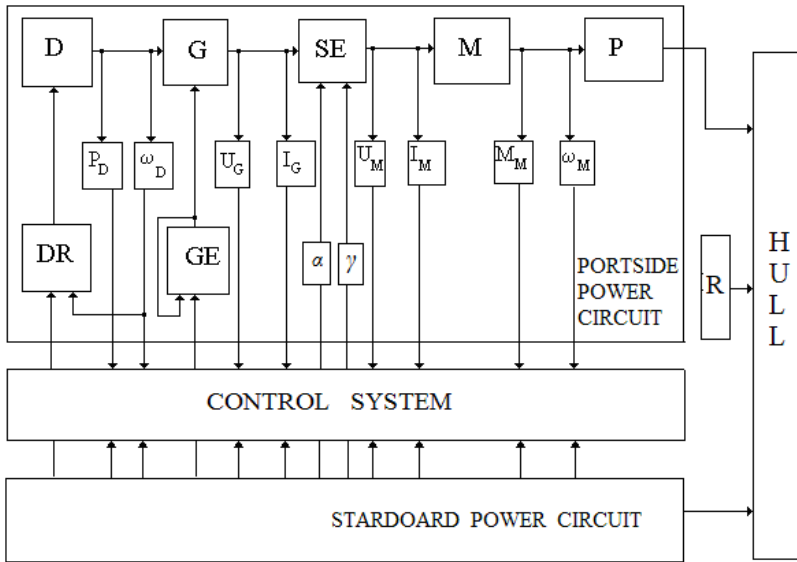 D G SE M P
P_D ω_D U_G I_G U_M I_M M_M ω_M
DR GE α γ
PORTSIDE
POWER
CIRCUIT
R
HULL
CONTROL SYSTEM
STARDOARD POWER CIRCUIT